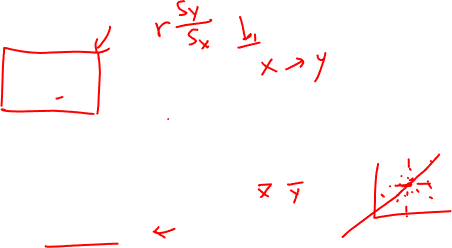 r Sy/Sx b₁
x → y
x̄ ȳ